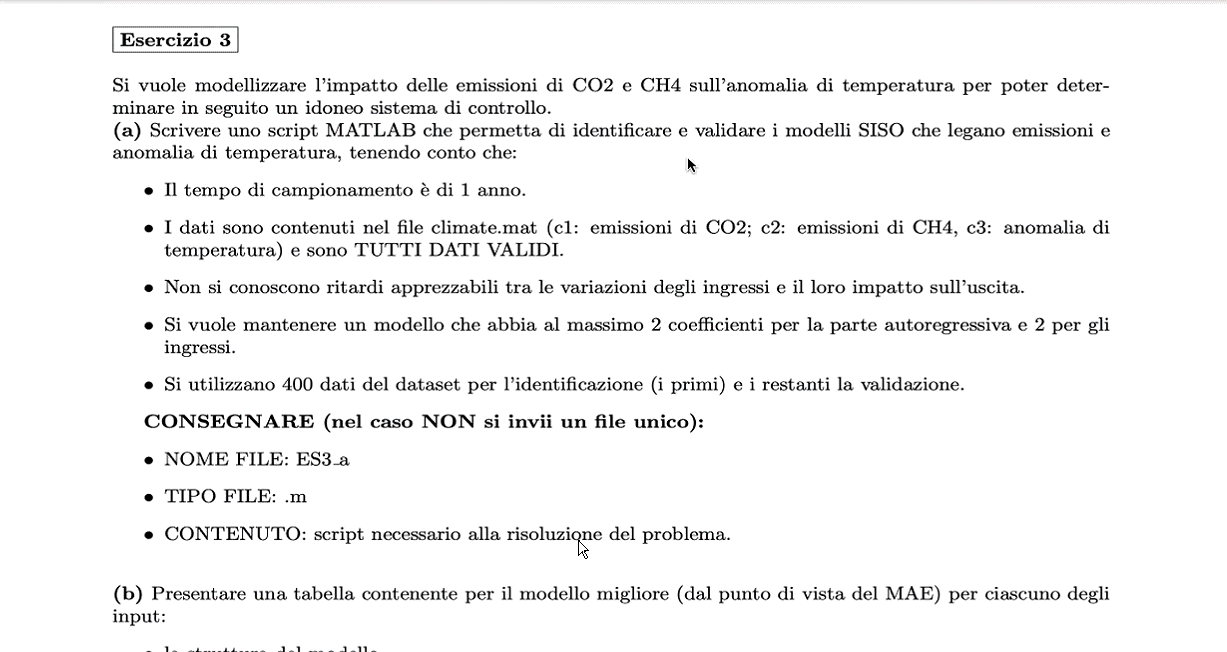 Esercizio 3
Si vuole modellizzare l'impatto delle emissioni di CO2 e CH4 sull'anomalia di temperatura per poter deter-
minare in seguito un idoneo sistema di controllo.
(a) Scrivere uno script MATLAB che permetta di identificare e validare i modelli SISO che legano emissioni e
anomalia di temperatura, tenendo conto che:
• Il tempo di campionamento è di 1 anno.
• I dati sono contenuti nel file climate.mat (c1: emissioni di CO2; c2: emissioni di CH4, c3: anomalia di
temperatura) e sono TUTTI DATI VALIDI.
• Non si conoscono ritardi apprezzabili tra le variazioni degli ingressi e il loro impatto sull'uscita.
• Si vuole mantenere un modello che abbia al massimo 2 coefficienti per la parte autoregressiva e 2 per gli
ingressi.
• Si utilizzano 400 dati del dataset per l'identificazione (i primi) e i restanti la validazione.
CONSEGNARE (nel caso NON si invii un file unico):
• NOME FILE: ES3_a
• TIPO FILE: .m
• CONTENUTO: script necessario alla risoluzione del problema.
(b) Presentare una tabella contenente per il modello migliore (dal punto di vista del MAE) per ciascuno degli
input: